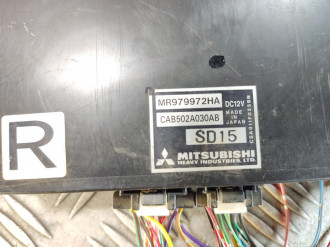 MR979972HA
DC12V
CAB502A030AB
MADE IN
JAPAN
SD15
R
MITSUBISHI
HEAVY INDUSTRIES, LTD.